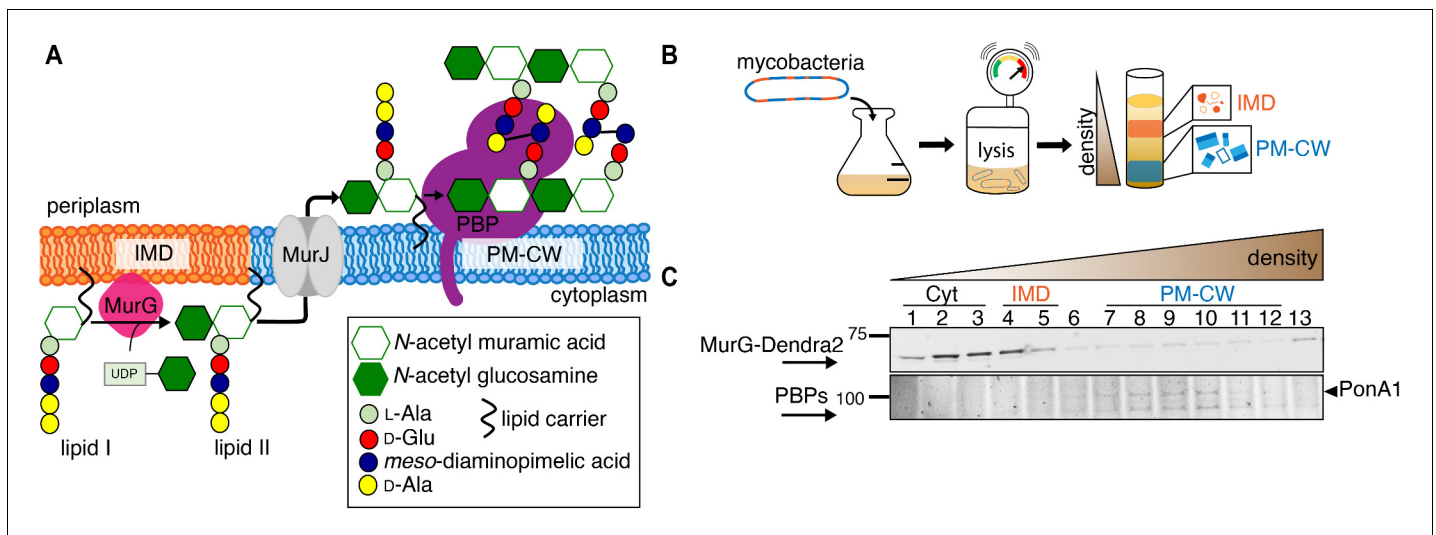 A
periplasm
IMD
MurJ
PBP
PM-CW
cytoplasm
MurG
UDP
lipid I
lipid II
N-acetyl muramic acid
N-acetyl glucosamine
L-Ala
lipid carrier
D-Glu
meso-diaminopimelic acid
D-Ala
B
mycobacteria
lysis
density
IMD
PM-CW
C
density
Cyt IMD PM-CW
1 2 3 4 5 6 7 8 9 10 11 12 13
75
MurG-Dendra2
PBPs 100 PonA1